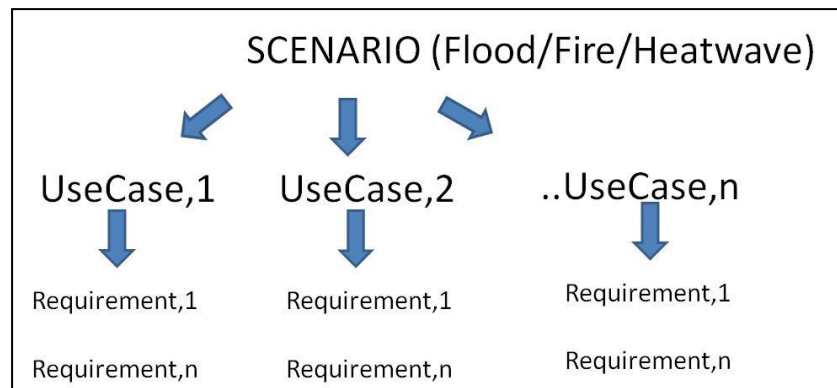 SCENARIO (Flood/Fire/Heatwave)
UseCase,1
UseCase,2
..UseCase,n
Requirement,1
Requirement,1
Requirement,1
Requirement,n
Requirement,n
Requirement,n